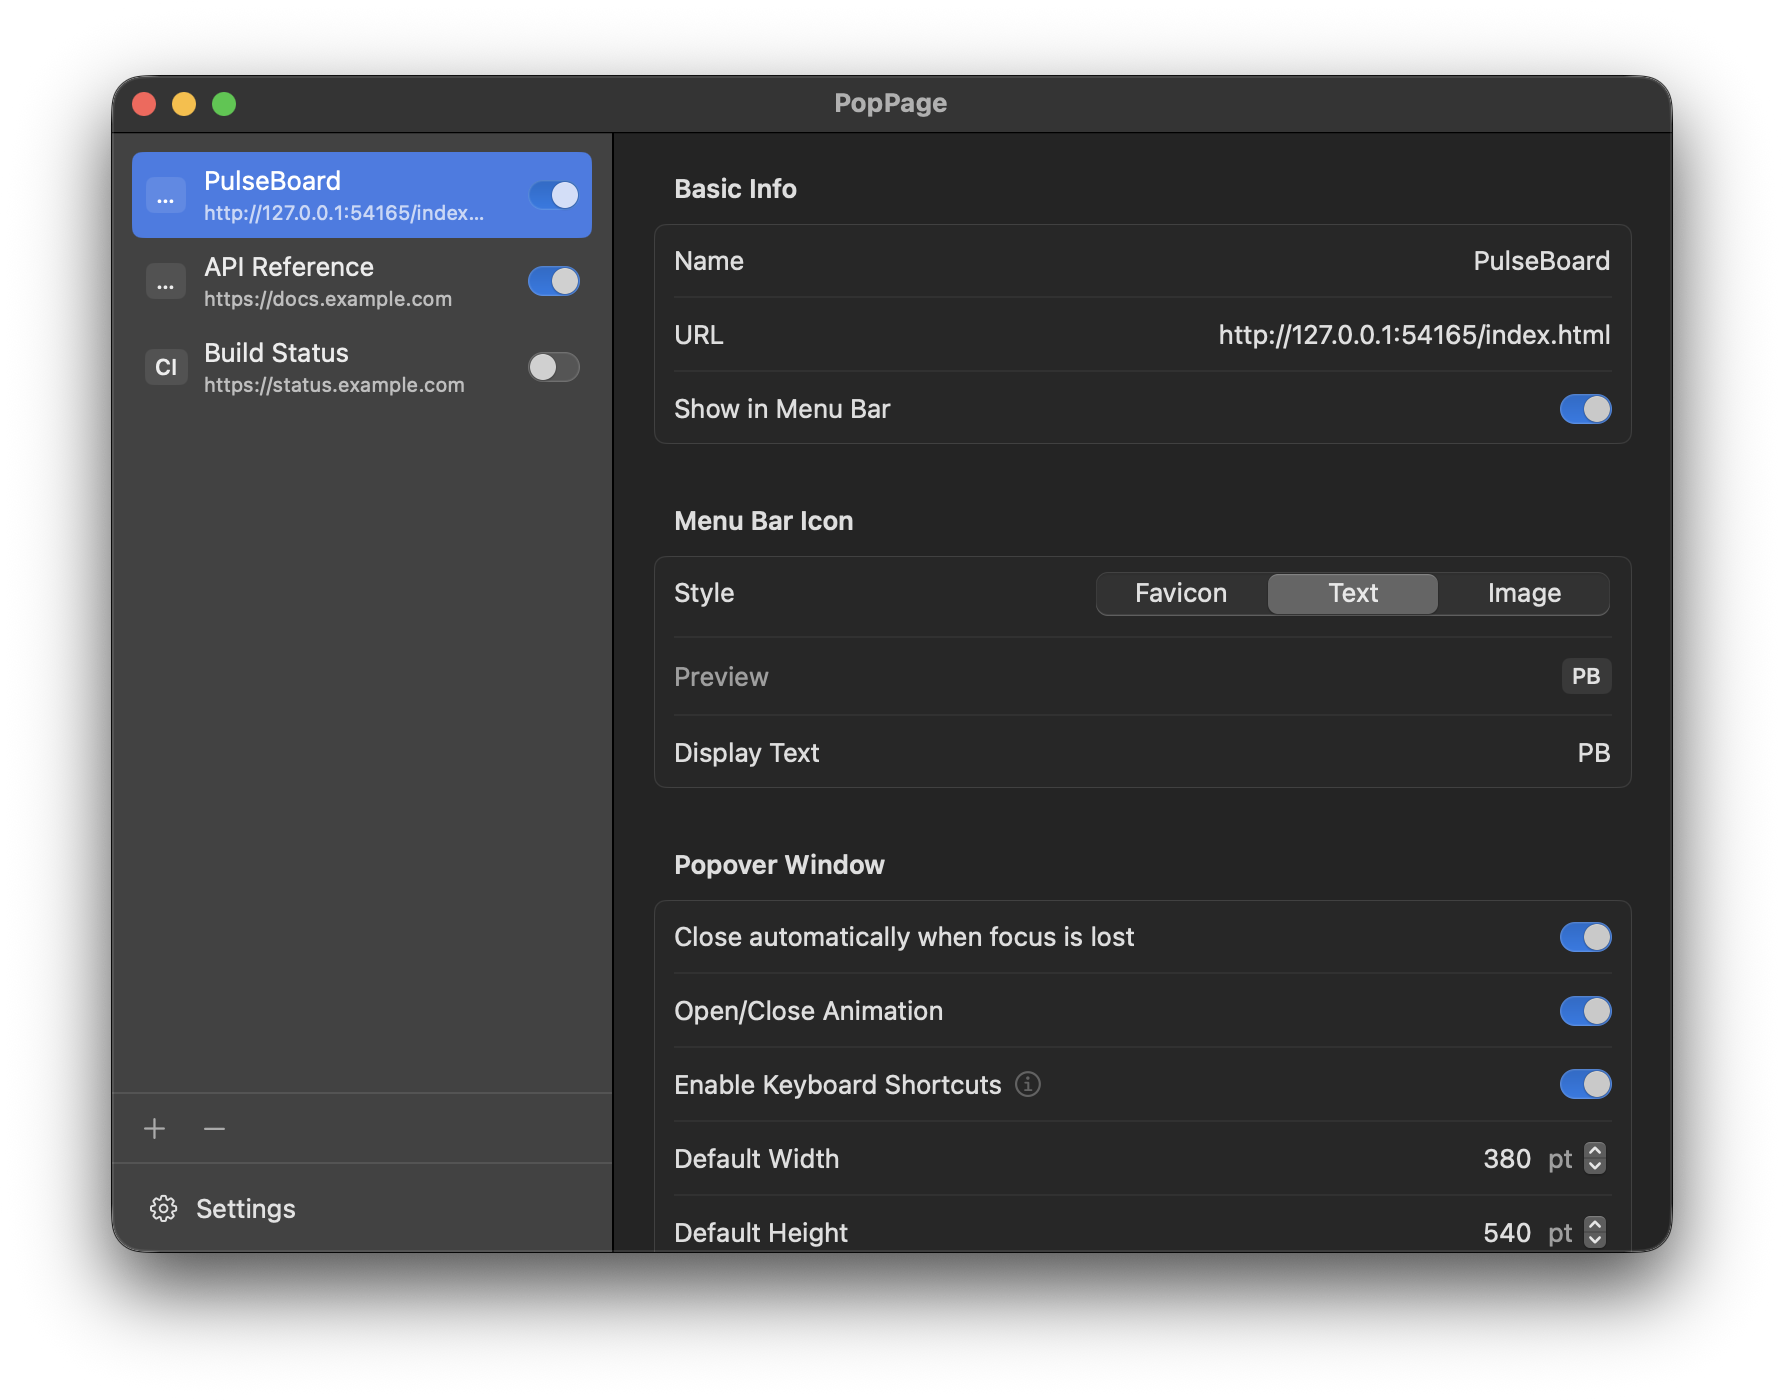 PopPage
...
PulseBoard
http://127.0.0.1:54165/index...
...
API Reference
https://docs.example.com
CI
Build Status
https://status.example.com
Settings
Basic Info
Name PulseBoard
URL http://127.0.0.1:54165/index.html
Show in Menu Bar
Menu Bar Icon
Style Favicon Text Image
Preview PB
Display Text PB
Popover Window
Close automatically when focus is lost
Open/Close Animation
Enable Keyboard Shortcuts
Default Width 380 pt
Default Height 540 pt